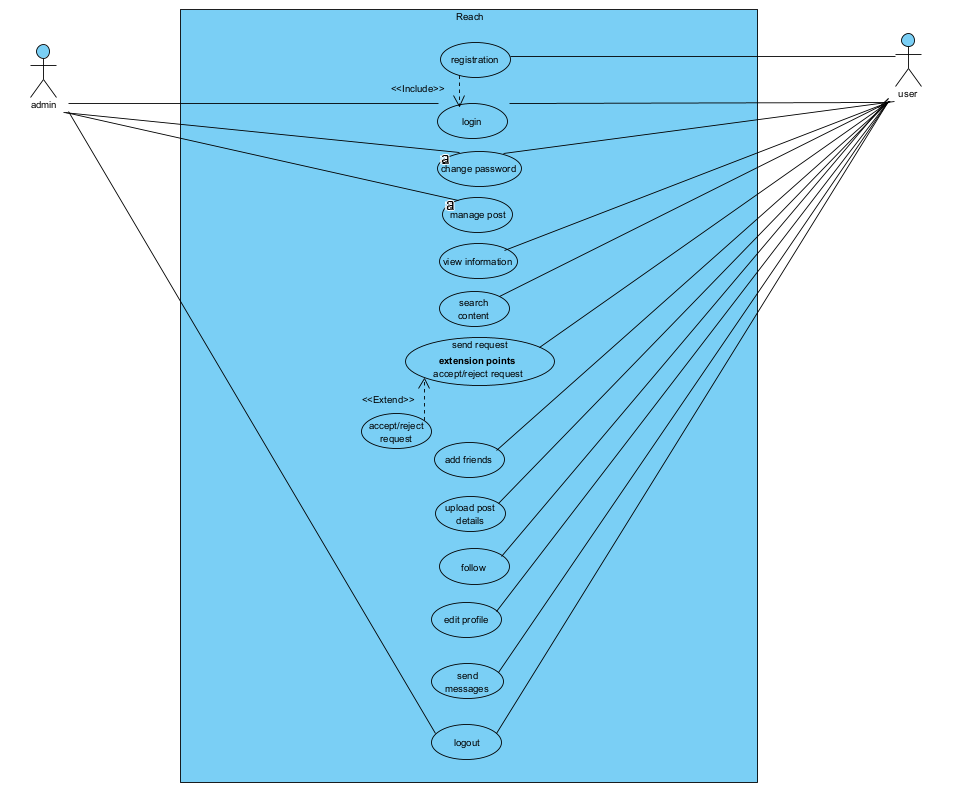 Reach
registration
<<Include>>
admin
user
login
a
change password
a
manage post
view information
search
content
send request
extension points
accept/reject request
<<Extend>>
accept/reject
request
add friends
upload post
details
follow
edit profile
send
messages
logout